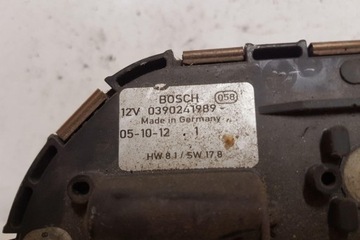 BOSCH 058
12V 0390241989 -
Made in Germany
05-10-12 . 1
HW 8.1 / SW 17.8